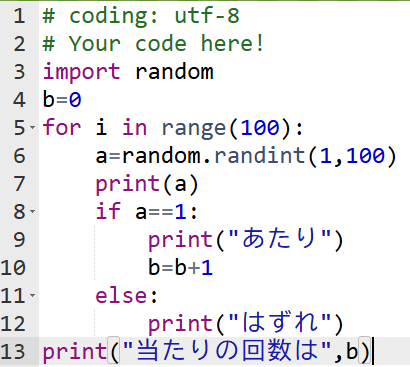 1 # coding: utf-8
2 # Your code here!
3 import random
4 b=0
5 for i in range(100):
6     a=random.randint(1,100)
7     print(a)
8     if a==1:
9         print("あたり")
10         b=b+1
11     else:
12         print("はずれ")
13 print("当たりの回数は",b)